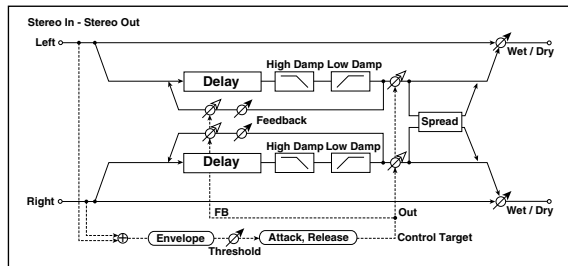 Stereo In - Stereo Out
Left
Wet / Dry
High Damp Low Damp
Delay
Feedback
Spread
High Damp Low Damp
Delay
Right
Wet / Dry
FB
Out
Envelope
Threshold
Attack, Release
Control Target